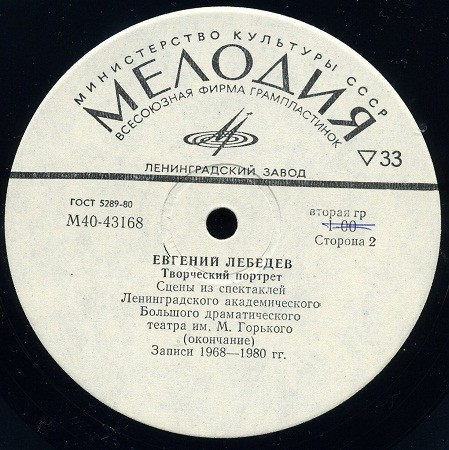 МИНИСТЕРСТВО КУЛЬТУРЫ СССР
МЕЛОДИЯ
ВСЕСОЮЗНАЯ ФИРМА ГРАМПЛАСТИНОК
ЛЕНИНГРАДСКИЙ ЗАВОД
▽33
ГОСТ 5289-80
М40-43168
вторая гр
1-00
Сторона 2
ЕВГЕНИЙ ЛЕБЕДЕВ
Творческий портрет
Сцены из спектаклей
Ленинградского академического
Большого драматического
театра им. М. Горького
(окончание)
Записи 1968—1980 гг.